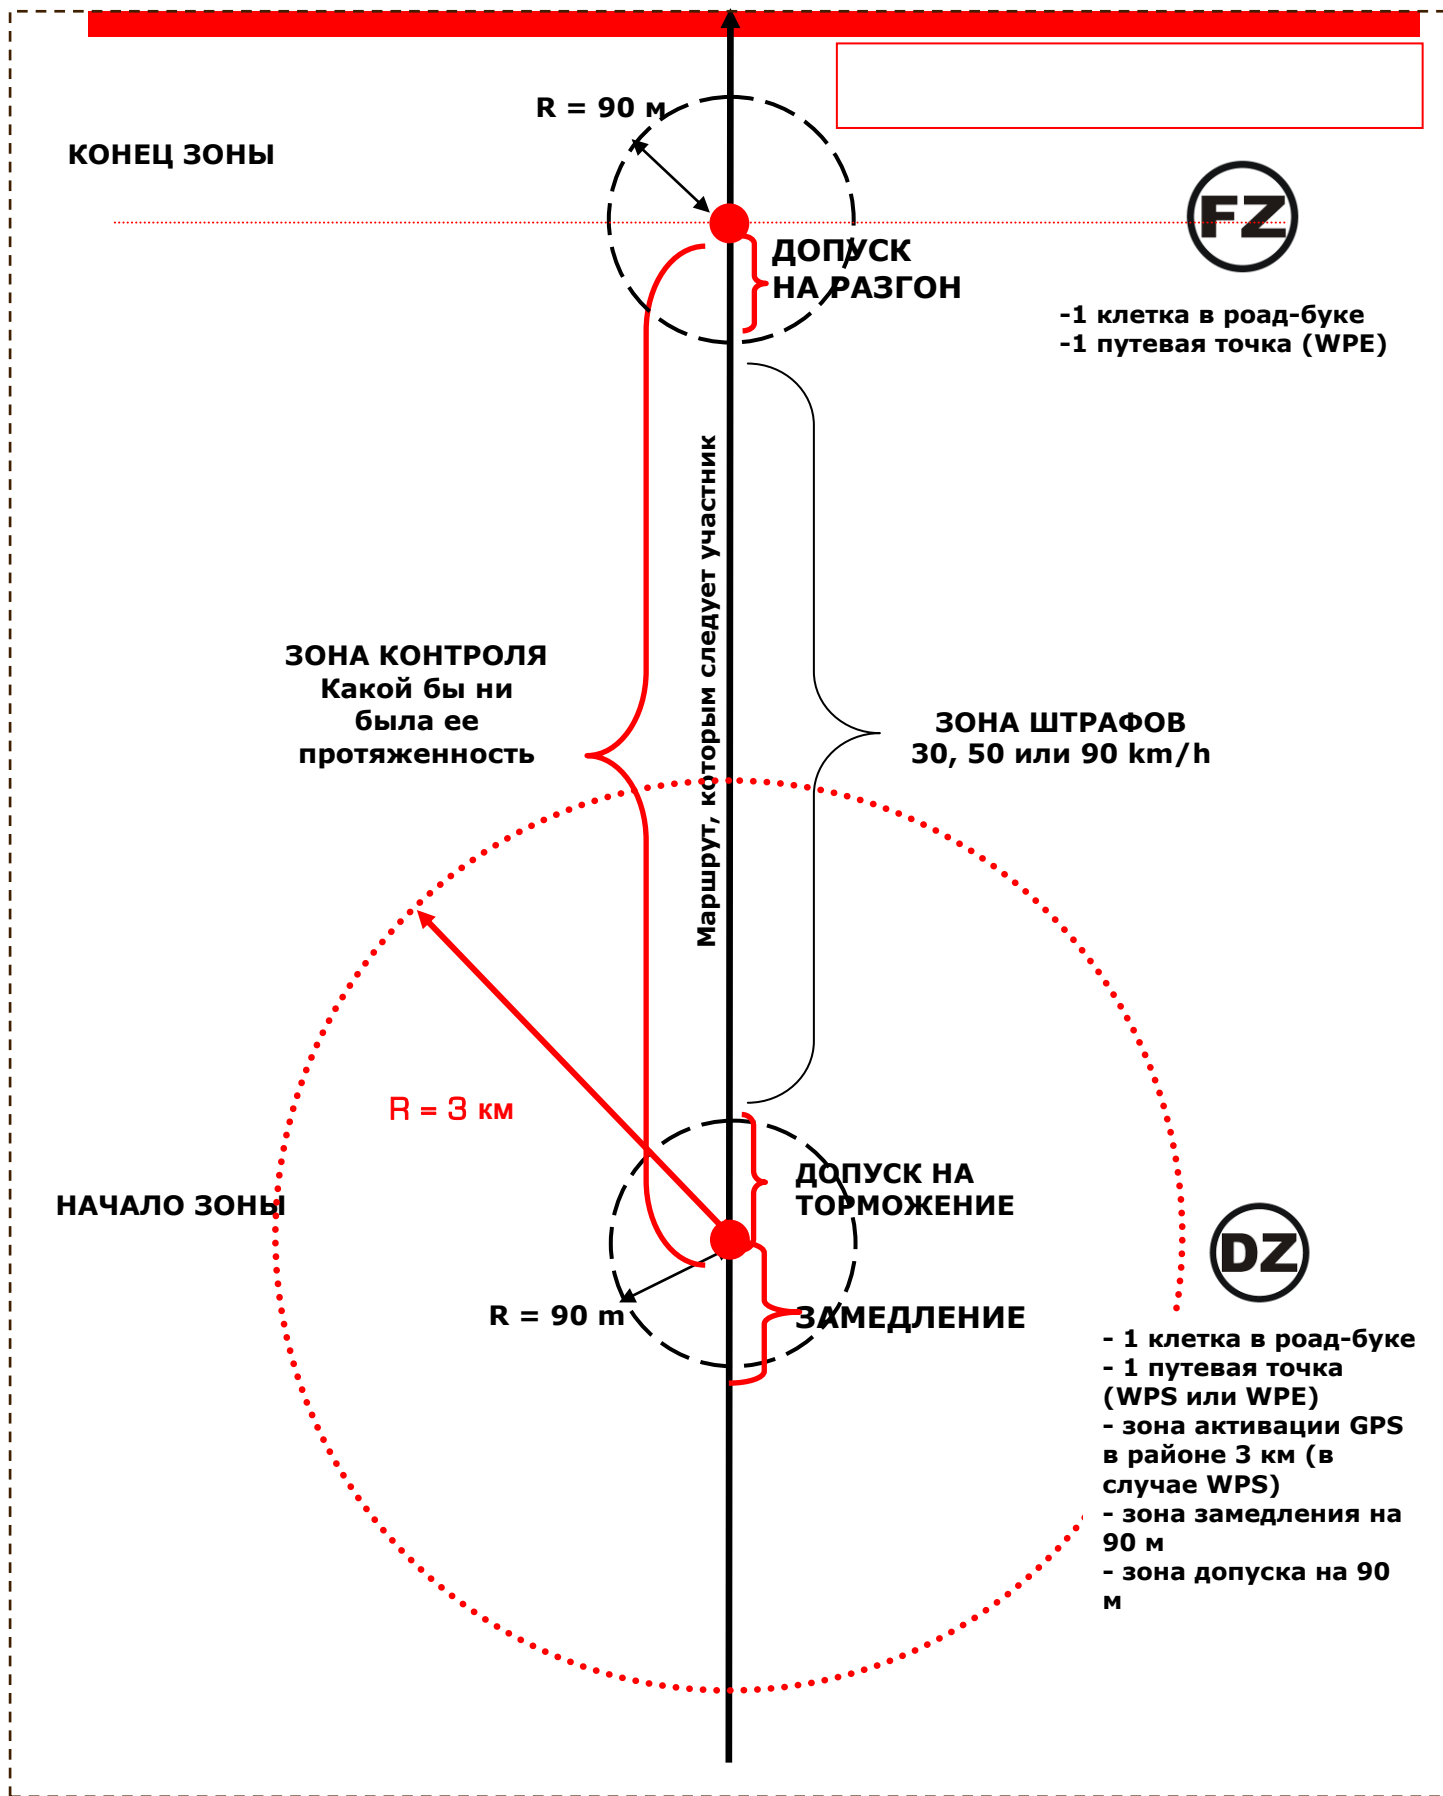 R = 90 м
КОНЕЦ ЗОНЫ
FZ
ДОПУСК
НА РАЗГОН
-1 клетка в роад-буке
-1 путевая точка (WPE)
Маршрут, которым следует участник
ЗОНА КОНТРОЛЯ
Какой бы ни
была ее
протяженность
ЗОНА ШТРАФОВ
30, 50 или 90 km/h
R = 3 км
НАЧАЛО ЗОНЫ
ДОПУСК НА
ТОРМОЖЕНИЕ
DZ
R = 90 m
ЗАМЕДЛЕНИЕ
- 1 клетка в роад-буке
- 1 путевая точка
(WPS или WPE)
- зона активации GPS
в районе 3 км (в
случае WPS)
- зона замедления на
90 м
- зона допуска на 90
м